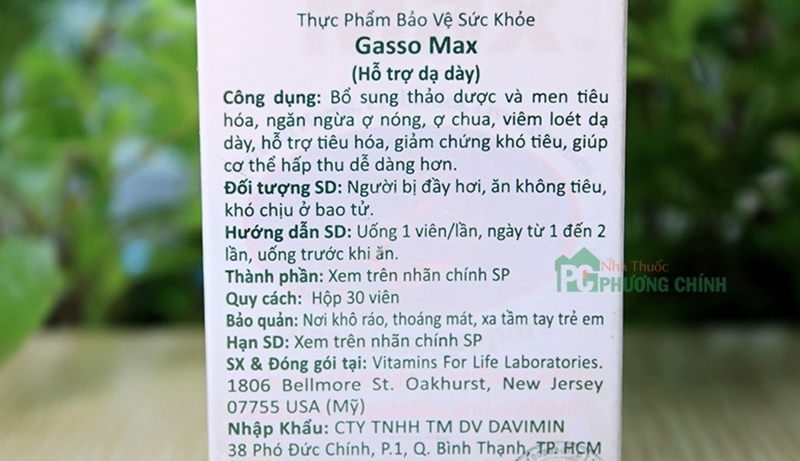 Thực Phẩm Bảo Vệ Sức Khỏe
Gasso Max
(Hỗ trợ dạ dày)
Công dụng: Bổ sung thảo dược và men tiêu
hóa, ngăn ngừa ợ nóng, ợ chua, viêm loét dạ
dày, hỗ trợ tiêu hóa, giảm chứng khó tiêu, giúp
cơ thể hấp thu dễ dàng hơn.
Đối tượng SD: Người bị đầy hơi, ăn không tiêu,
khó chịu ở bao tử.
Hướng dẫn SD: Uống 1 viên/lần, ngày từ 1 đến 2
lần, uống trước khi ăn.
Thành phần: Xem trên nhãn chính SP
Quy cách: Hộp 30 viên
Bảo quản: Nơi khô ráo, thoáng mát, xa tầm tay trẻ em
Hạn SD: Xem trên nhãn chính SP
SX & Đóng gói tại: Vitamins For Life Laboratories.
1806 Bellmore St. Oakhurst, New Jersey
07755 USA (Mỹ)
Nhập Khẩu: CTY TNHH TM DV DAVIMIN
38 Phó Đức Chính, P.1, Q. Bình Thạnh, TP. HCM
PC Nhà Thuốc
PHƯƠNG CHÍNH